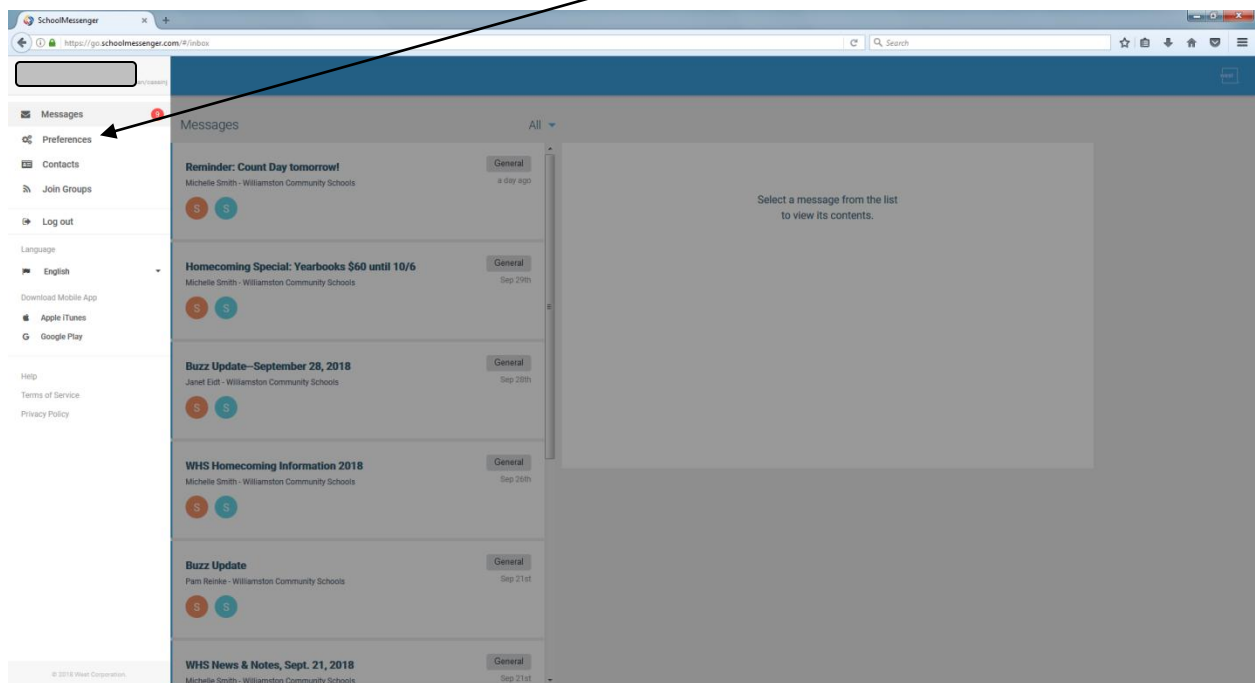 SchoolMessenger × +
https://go.schoolmessenger.com/#/inbox
Search
Messages
Preferences
Contacts
Join Groups
Log out
Language
English
Download Mobile App
Apple iTunes
G Google Play
Help
Terms of Service
Privacy Policy
© 2018 West Corporation.
Messages All
Reminder: Count Day tomorrow! General
Michelle Smith - Williamston Community Schools a day ago
S S
Homecoming Special: Yearbooks $60 until 10/6 General
Michelle Smith - Williamston Community Schools Sep 29th
S S
Buzz Update--September 28, 2018 General
Janet Eidt - Williamston Community Schools Sep 28th
S S
WHS Homecoming Information 2018 General
Michelle Smith - Williamston Community Schools Sep 26th
S S
Buzz Update General
Pam Reinke - Williamston Community Schools Sep 21st
S S
WHS News & Notes, Sept. 21, 2018 General
Michelle Smith - Williamston Community Schools Sep 21st
Select a message from the list
to view its contents.